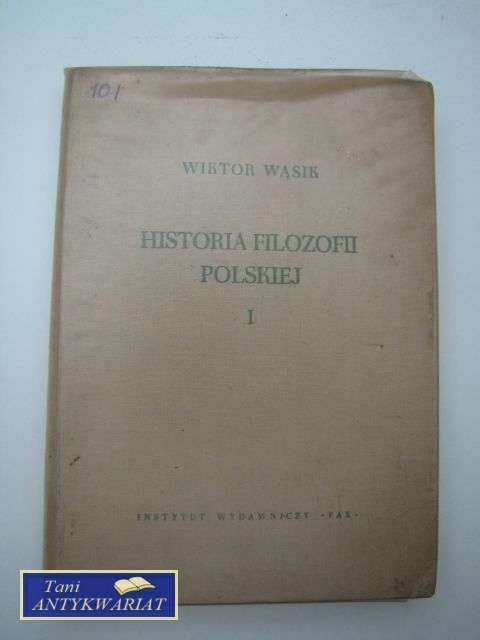 101
WIKTOR WĄSIK
HISTORIA FILOZOFII
POLSKIEJ
I
INSTYTUT WYDAWNICZY •PAX•
Tani
ANTYKWARIAT